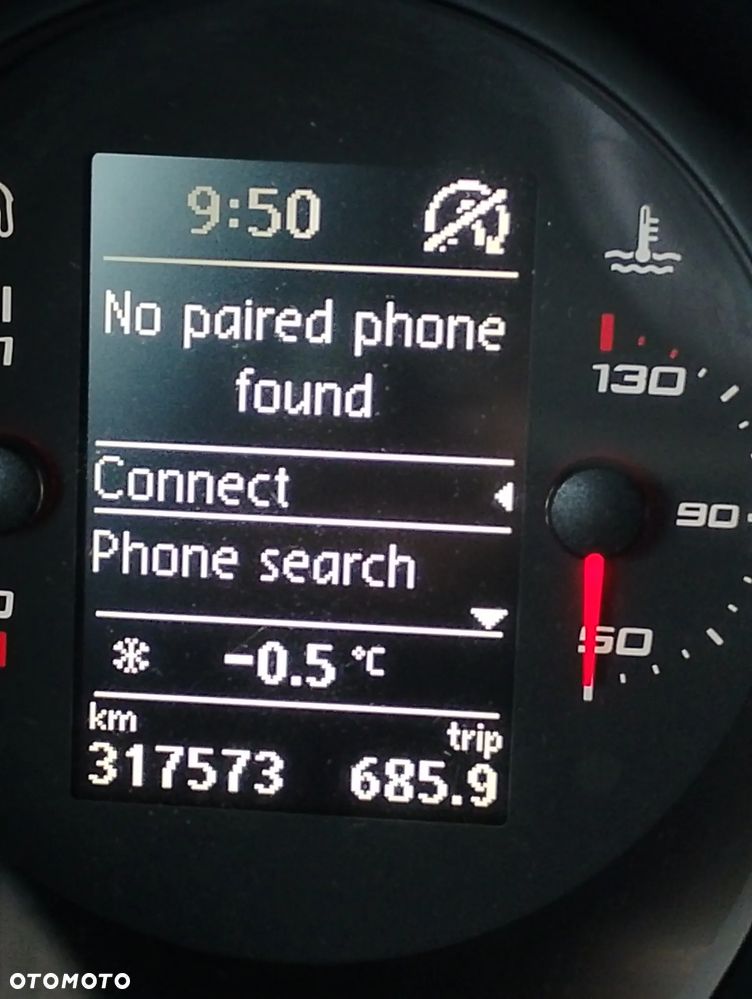 9:50
No paired phone
found
130
Connect
90
Phone search
50
-0.5 °C
km
trip
317573
685.9
OTOMOTO